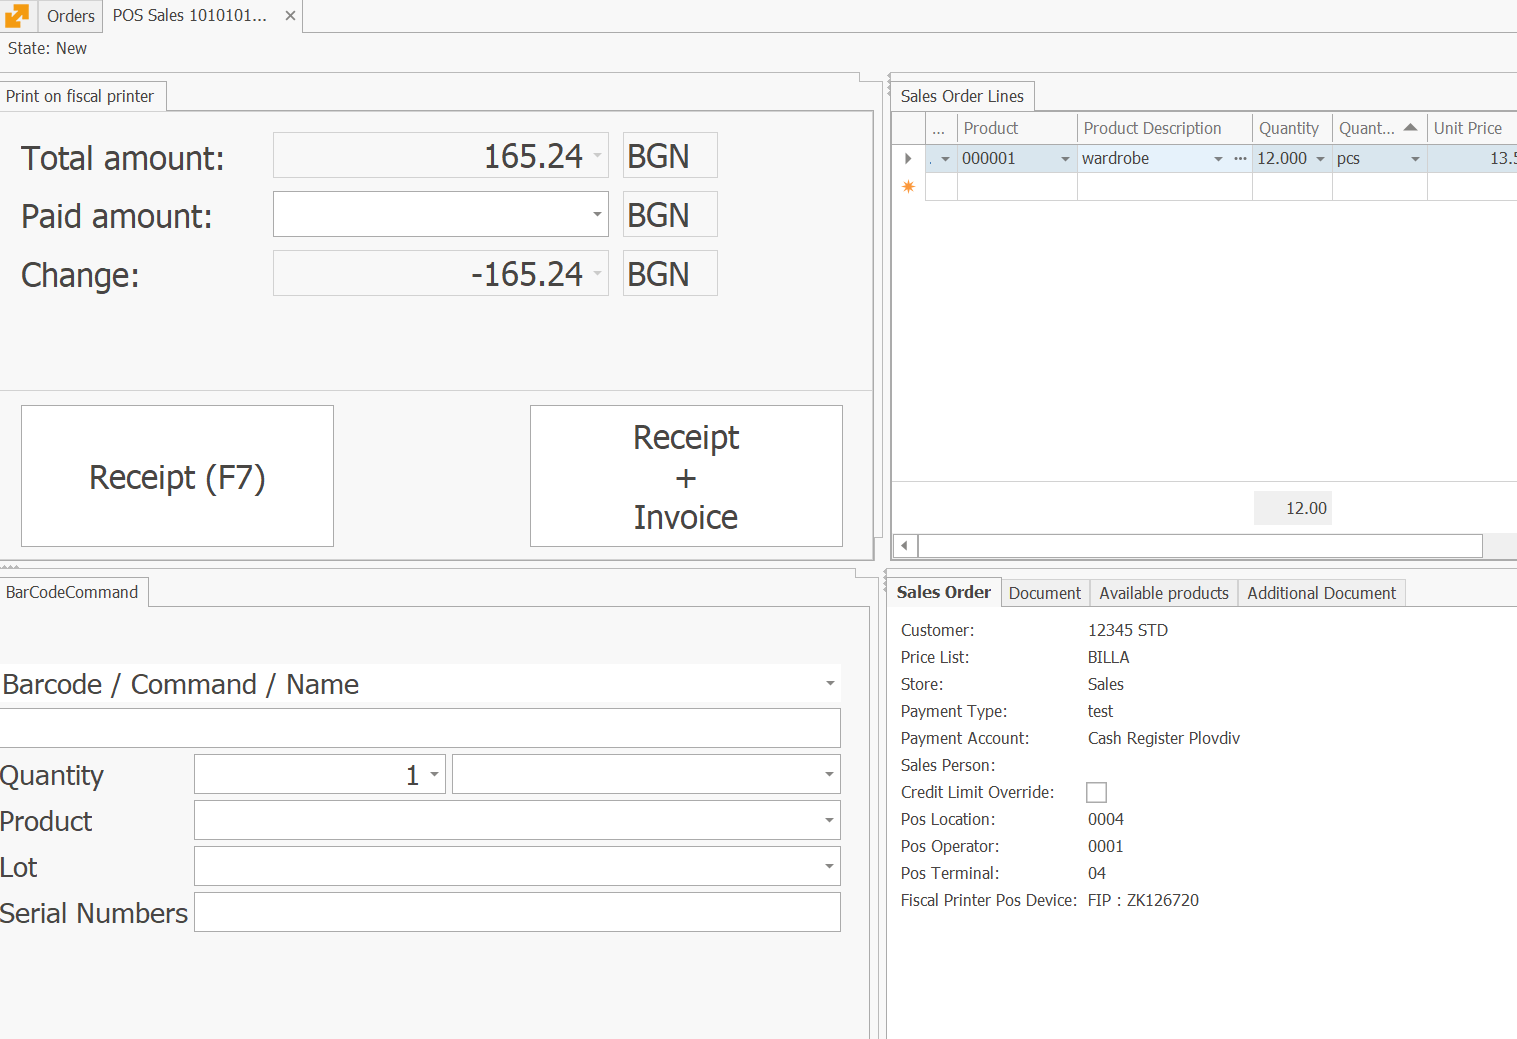 Orders
POS Sales 1010101...
State: New
Print on fiscal printer
Total amount: 165.24 BGN
Paid amount: BGN
Change: -165.24 BGN
Receipt (F7)
Receipt
+
Invoice
Sales Order Lines
... Product Product Description Quantity Quant... Unit Price
. 000001 wardrobe ... 12.000 pcs 13.5
12.00
BarCodeCommand
Barcode / Command / Name
Quantity 1
Product
Lot
Serial Numbers
Sales Order Document Available products Additional Document
Customer: 12345 STD
Price List: BILLA
Store: Sales
Payment Type: test
Payment Account: Cash Register Plovdiv
Sales Person:
Credit Limit Override:
Pos Location: 0004
Pos Operator: 0001
Pos Terminal: 04
Fiscal Printer Pos Device: FIP : ZK126720